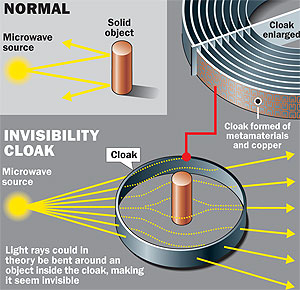 NORMAL
Microwave
source
Solid
object
Cloak
enlarged
Cloak formed of
metamaterials
and copper
INVISIBILITY
CLOAK
Microwave
source
Cloak
Light rays could in
theory be bent around an
object inside the cloak, making
it seem invisible